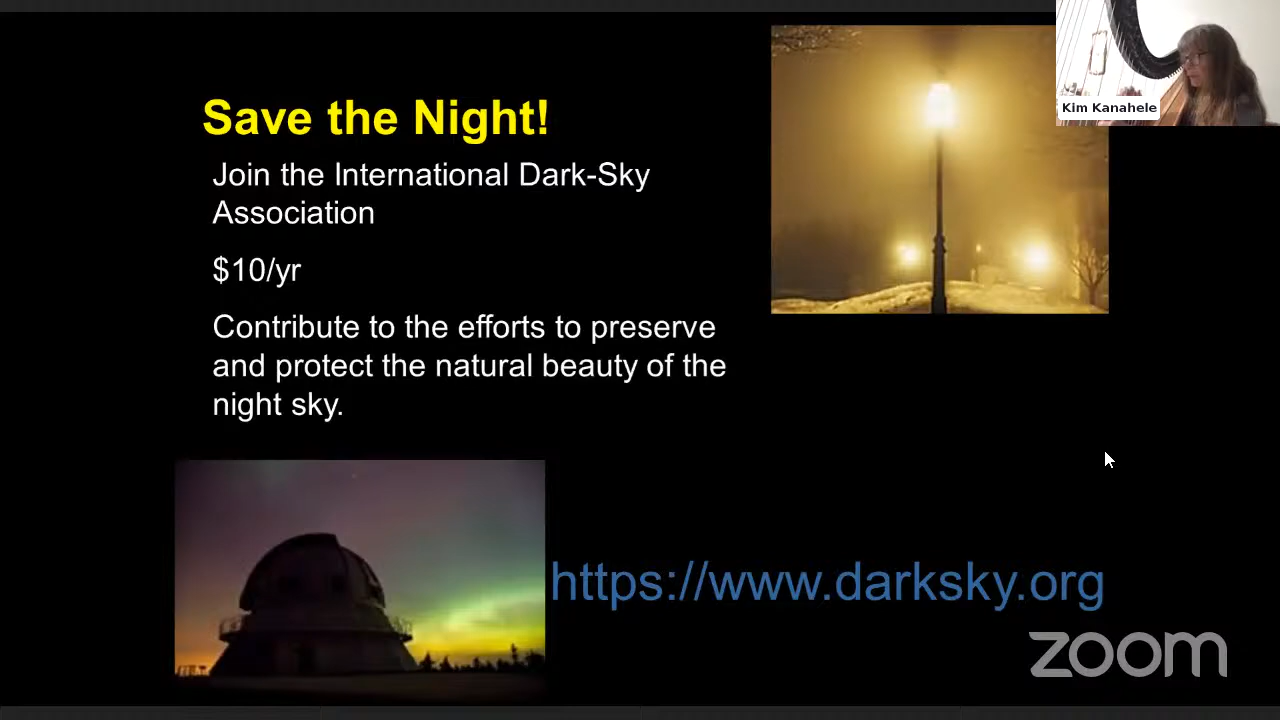 Kim Kanahele
Save the Night!
Join the International Dark-Sky
Association
$10/yr
Contribute to the efforts to preserve
and protect the natural beauty of the
night sky.
https://www.darksky.org
zoom